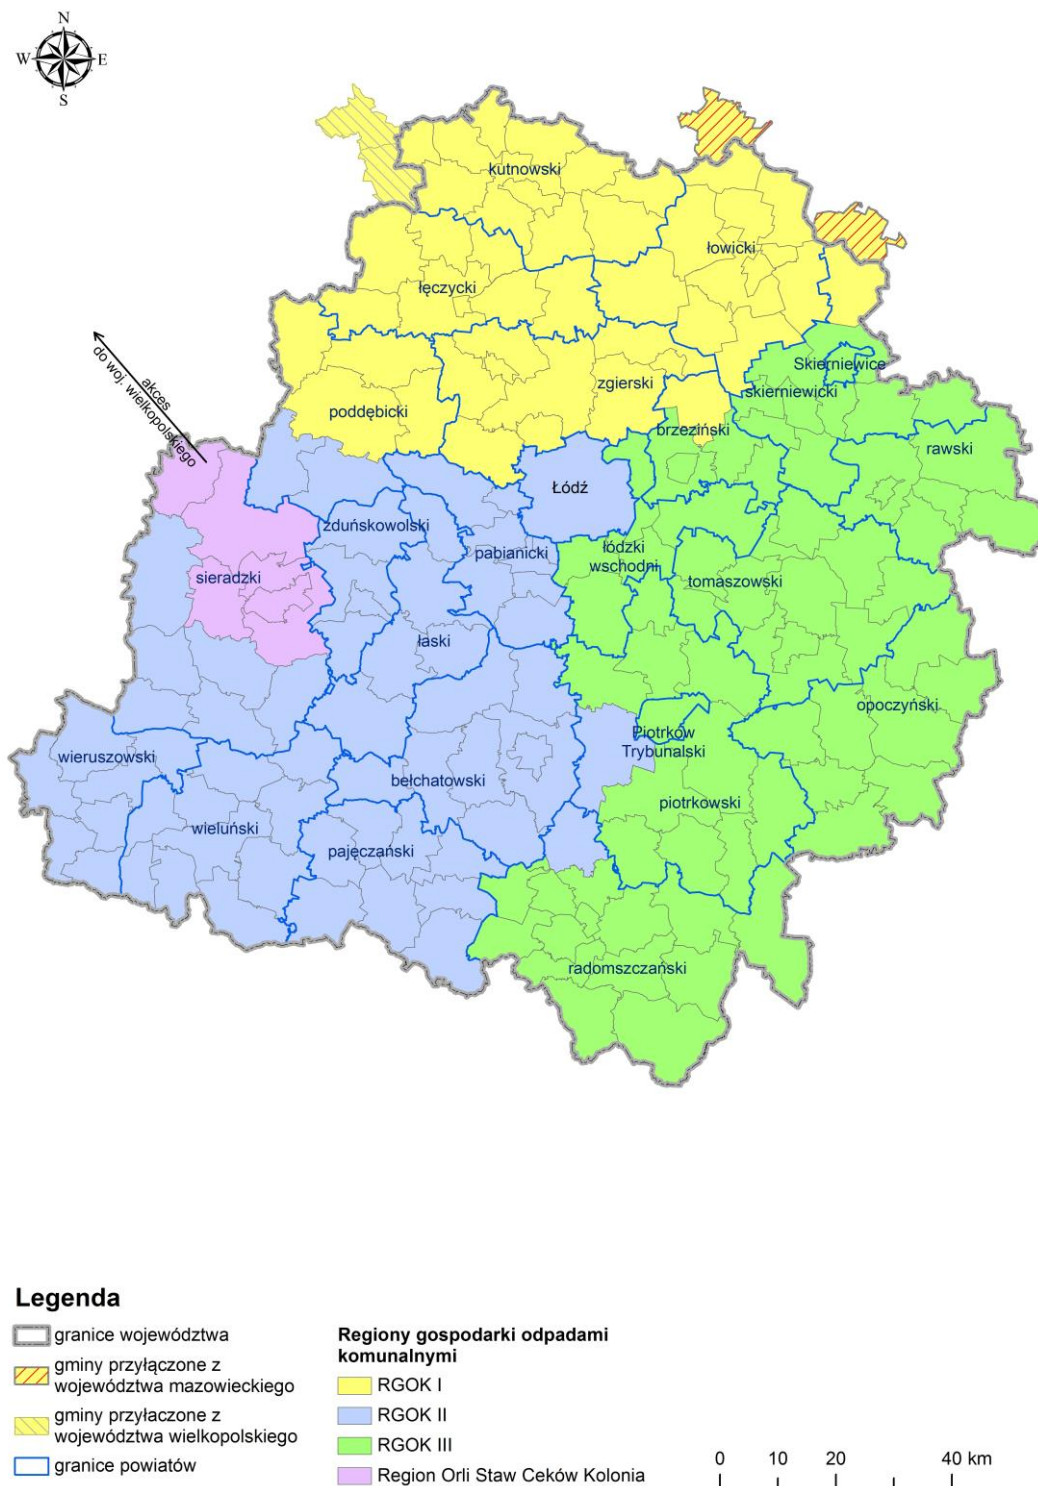 N
W E
S
kutnowski
łowicki
łęczycki
akces
do woj. wielkopolskiego
Skierniewice
zgierski
skierniewicki
poddębicki
brzeziński
rawski
Łódź
zduńskowolski
pabianicki
łódzki
wschodni
sieradzki
tomaszowski
łaski
opoczyński
Piotrków
Trybunalski
wieruszowski
bełchatowski
piotrkowski
wieluński
pajęczański
radomszczański
Legenda
granice województwa
gminy przyłączone z
województwa mazowieckiego
gminy przyłaczone z
województwa wielkopolskiego
granice powiatów
Regiony gospodarki odpadami
komunalnymi
RGOK I
RGOK II
RGOK III
Region Orli Staw Ceków Kolonia
0 10 20 40 km